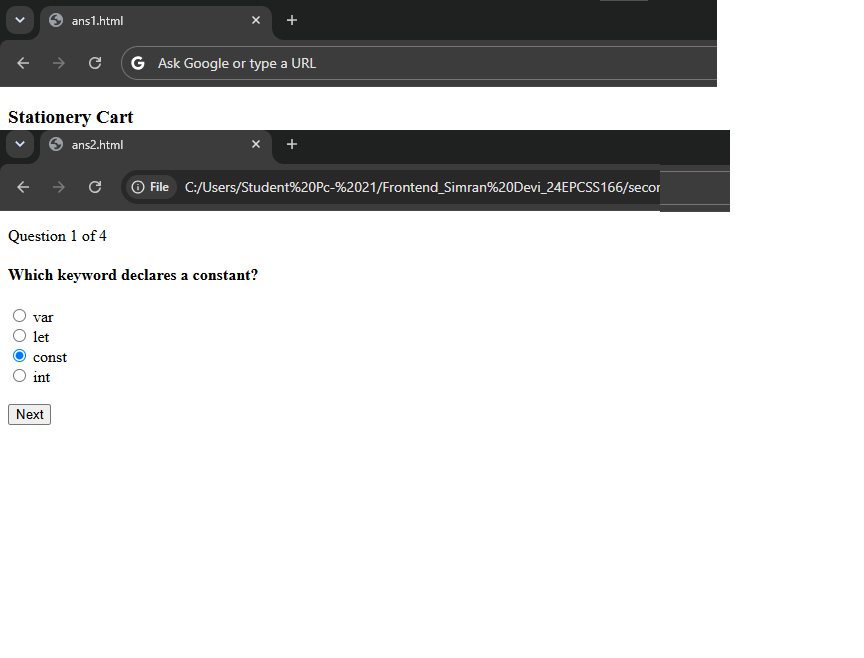 ans1.html
Ask Google or type a URL
Stationery Cart
ans2.html
File C:/Users/Student%20Pc-%2021/Frontend_Simran%20Devi_24EPCSS166/secor
Question 1 of 4
Which keyword declares a constant?
var
let
const
int
Next